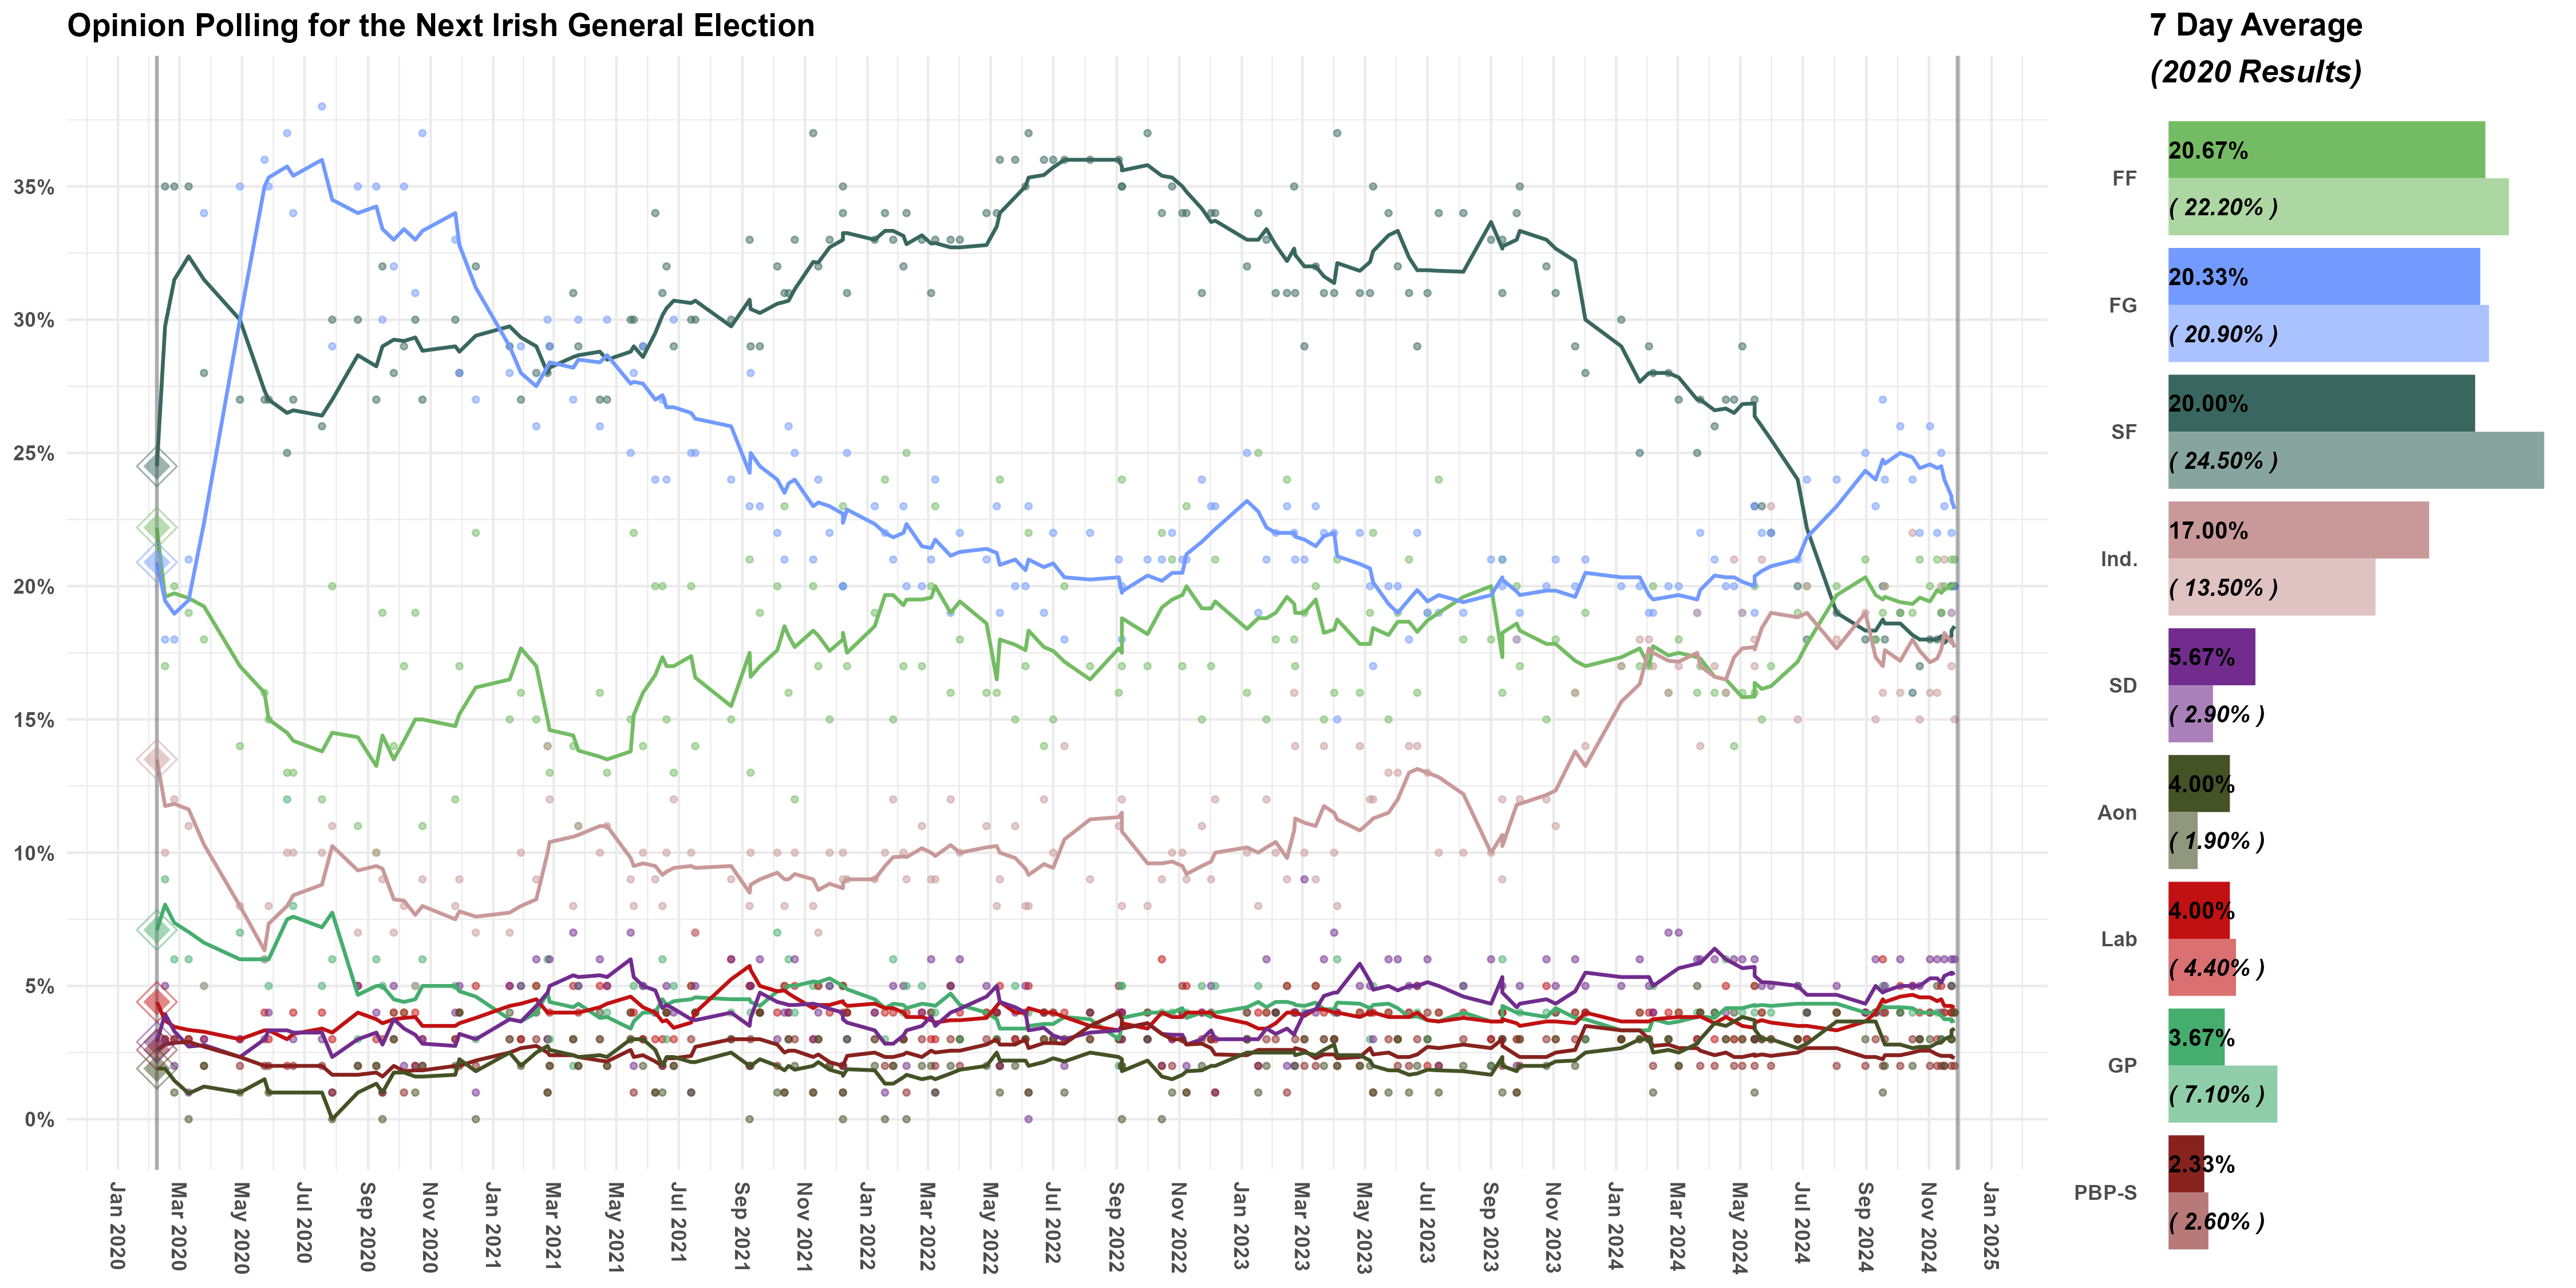 Opinion Polling for the Next Irish General Election
7 Day Average
(2020 Results)
35%
30%
25%
20%
15%
10%
5%
0%
Jan 2020
Mar 2020
May 2020
Jul 2020
Sep 2020
Nov 2020
Jan 2021
Mar 2021
May 2021
Jul 2021
Sep 2021
Nov 2021
Jan 2022
Mar 2022
May 2022
Jul 2022
Sep 2022
Nov 2022
Jan 2023
Mar 2023
May 2023
Jul 2023
Sep 2023
Nov 2023
Jan 2024
Mar 2024
May 2024
Jul 2024
Sep 2024
Nov 2024
Jan 2025
FF
20.67%
( 22.20% )
FG
20.33%
( 20.90% )
SF
20.00%
( 24.50% )
Ind.
17.00%
( 13.50% )
SD
5.67%
( 2.90% )
Aon
4.00%
( 1.90% )
Lab
4.00%
( 4.40% )
GP
3.67%
( 7.10% )
PBP-S
2.33%
( 2.60% )